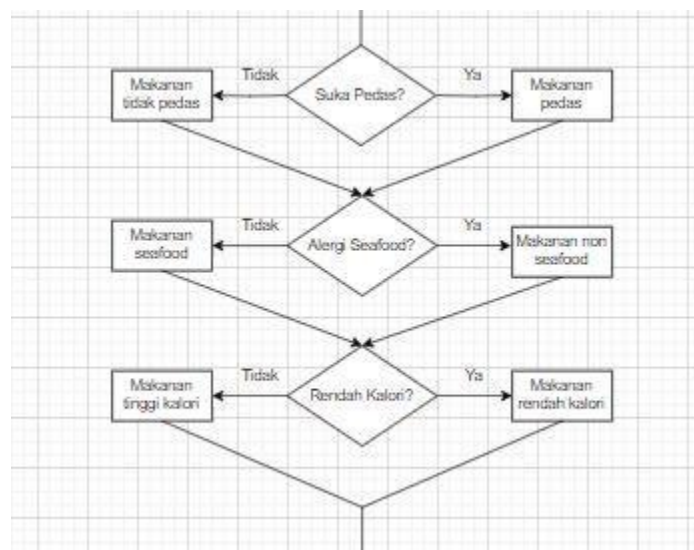 Tidak
Ya
Makanan
tidak pedas
Suka Pedas?
Makanan
pedas
Tidak
Ya
Makanan
seafood
Alergi Seafood?
Makanan non
seafood
Tidak
Ya
Makanan
tinggi kalori
Rendah Kalori?
Makanan
rendah kalori